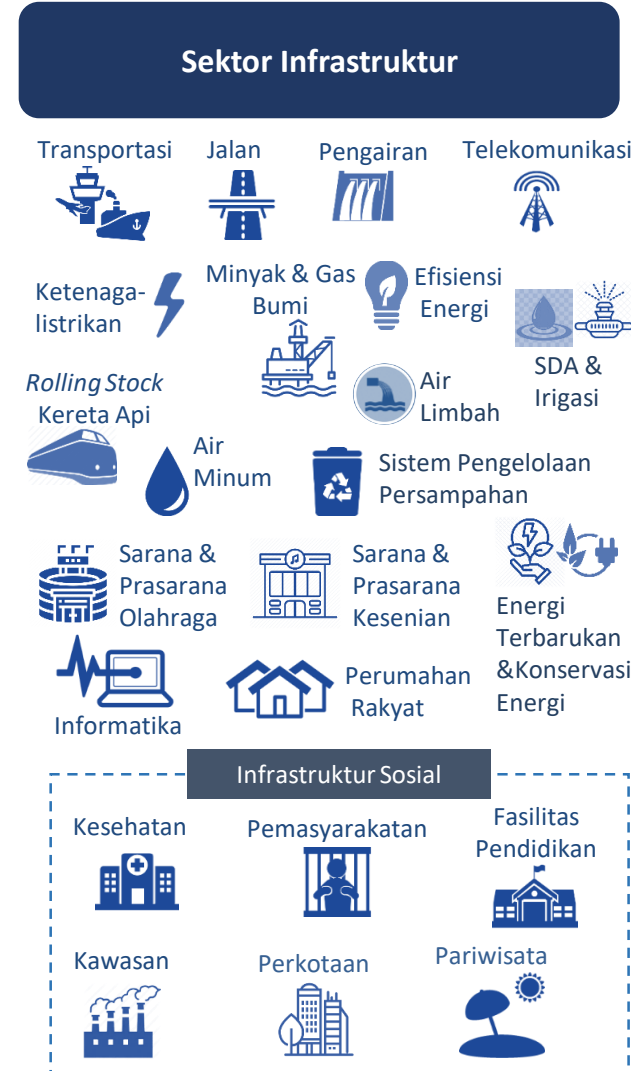 Sektor Infrastruktur
Transportasi
Jalan
Pengairan
Telekomunikasi
Ketenaga-
listrikan
Minyak & Gas
Bumi
Efisiensi
Energi
SDA &
Irigasi
Rolling Stock
Kereta Api
Air
Limbah
Air
Minum
Sistem Pengelolaan
Persampahan
Sarana &
Prasarana
Olahraga
Sarana &
Prasarana
Kesenian
Energi
Terbarukan
&Konservasi
Energi
Informatika
Perumahan
Rakyat
Infrastruktur Sosial
Kesehatan
Pemasyarakatan
Fasilitas
Pendidikan
Kawasan
Perkotaan
Pariwisata